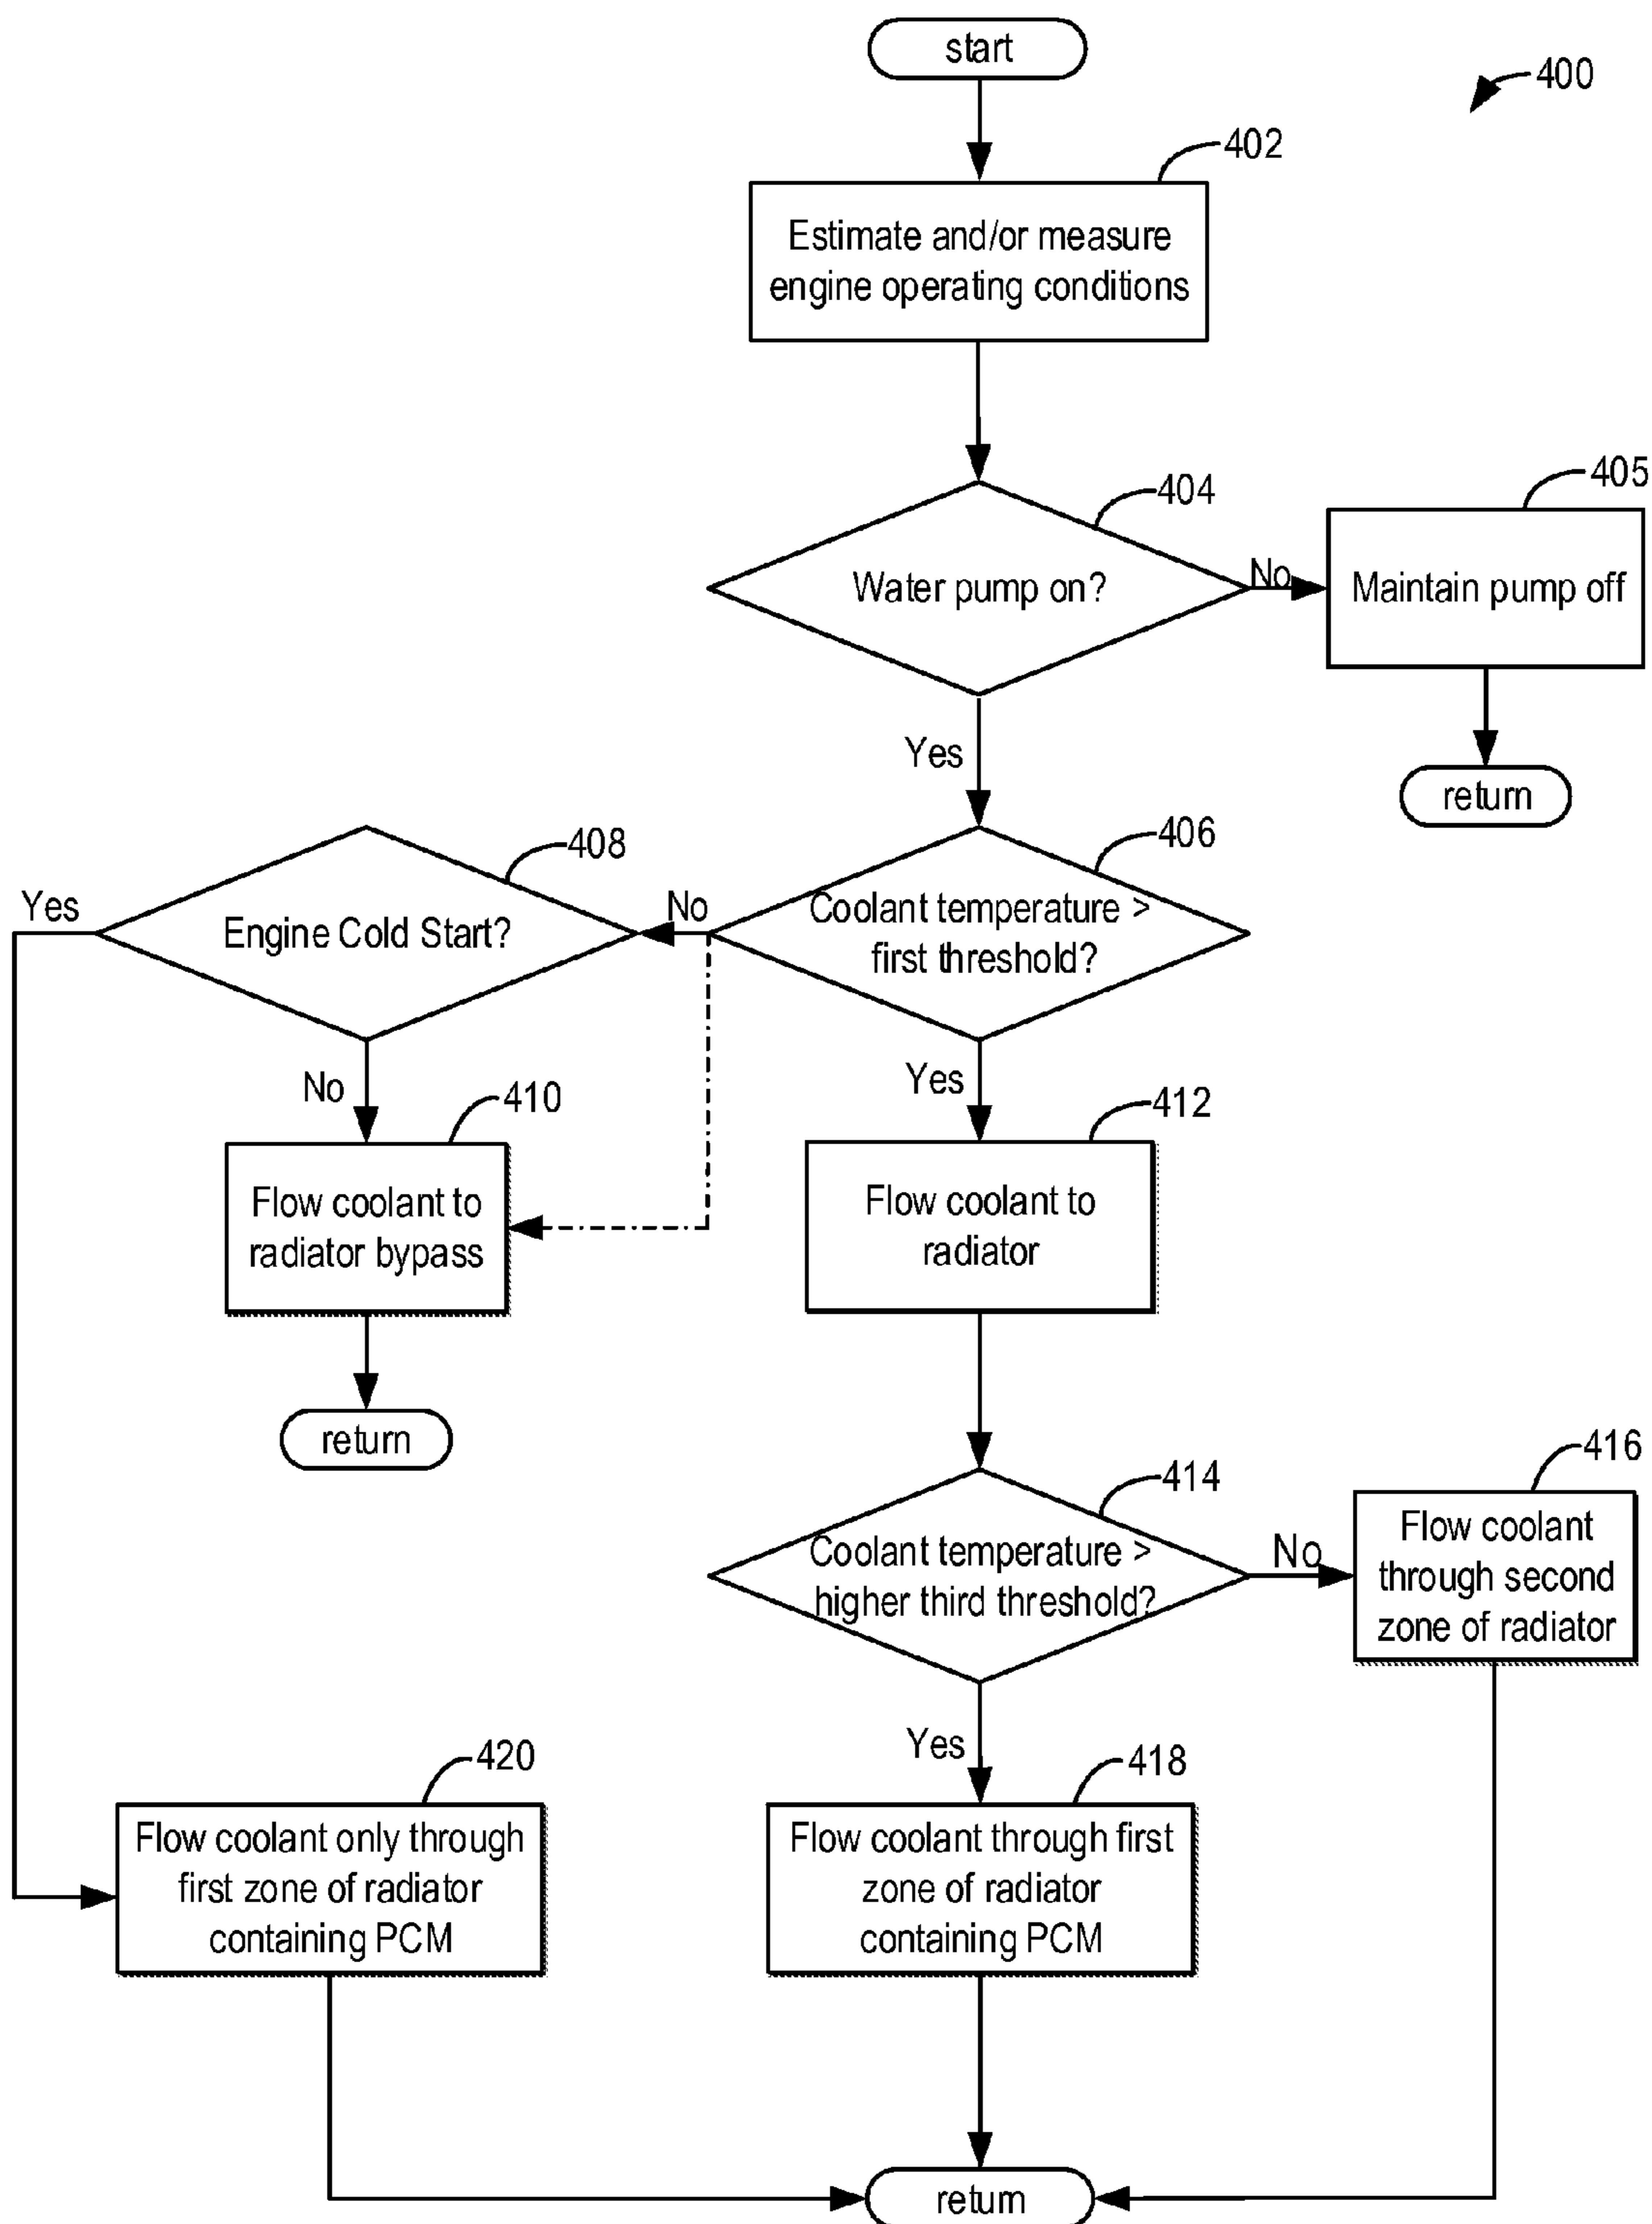 start
400
402
Estimate and/or measure
engine operating conditions
404
405
Water pump on?
No
Maintain pump off
Yes
return
408
406
Yes
Engine Cold Start?
No
Coolant temperature >
first threshold?
No
410
Yes
412
Flow coolant to
radiator bypass
Flow coolant to
radiator
return
414
416
Coolant temperature >
higher third threshold?
No
Flow coolant
through second
zone of radiator
Yes
420
418
Flow coolant only through
first zone of radiator
containing PCM
Flow coolant through first
zone of radiator
containing PCM
return